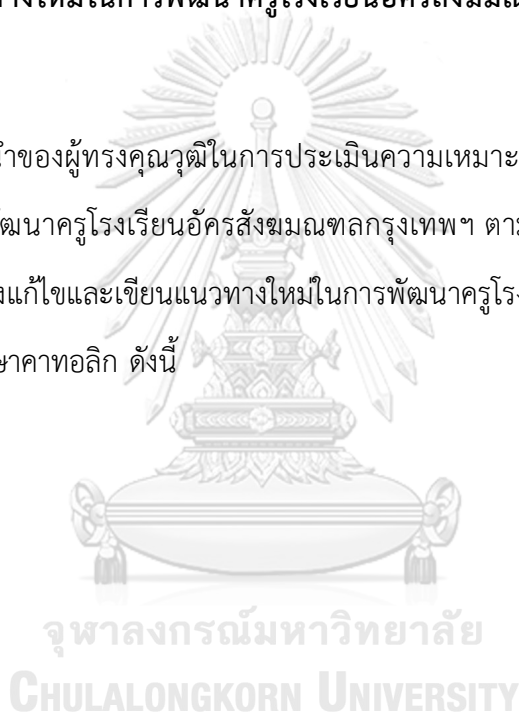 างใหม่ในการพัฒนาครูโรงเรียนอัครสังฆมณ
นำของผู้ทรงคุณวุฒิในการประเมินความเหมาะ
พัฒนาครูโรงเรียนอัครสังฆมณฑลกรุงเทพฯ ตาม
งแก้ไขและเขียนแนวทางใหม่ในการพัฒนาครูโรง
ษาคาทอลิก ดังนี้
จุฬาลงกรณ์มหาวิทยาลัย
CHULALONGKORN UNIVERSITY